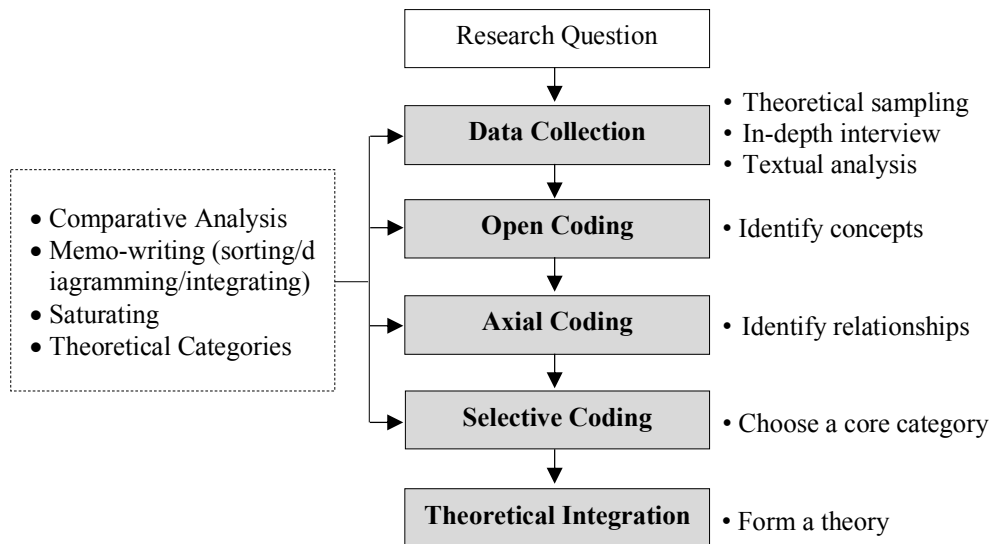 Research Question
Data Collection
• Theoretical sampling
• In-depth interview
• Textual analysis
• Comparative Analysis
• Memo-writing (sorting/d
iagramming/integrating)
• Saturating
• Theoretical Categories
Open Coding
• Identify concepts
Axial Coding
• Identify relationships
Selective Coding
• Choose a core category
Theoretical Integration
• Form a theory